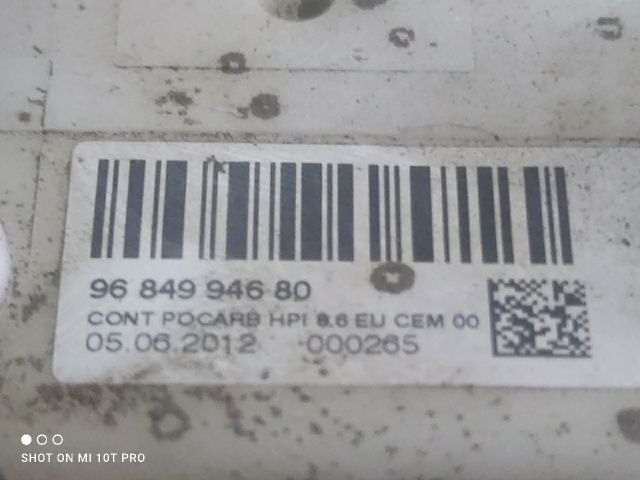 96 849 946 80
CONT POCARB HPI 8.6 EU CEM 00
05.06.2012 000265
SHOT ON MI 10T PRO